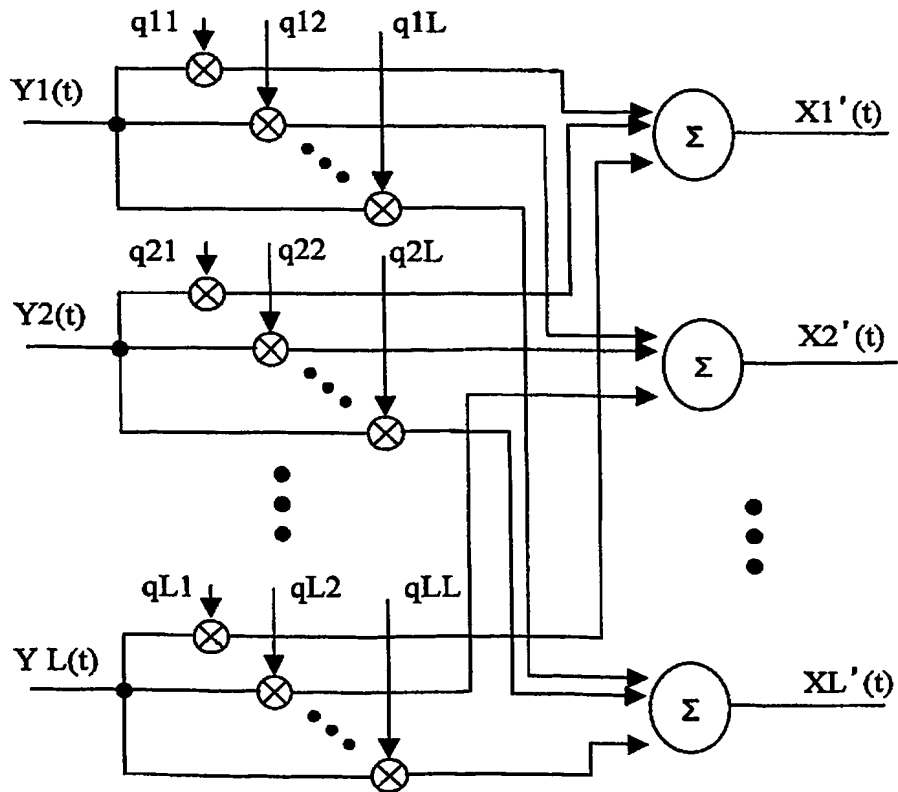 q11 q12 q1L
Y1(t)
Σ
X1'(t)
q21 q22 q2L
Y2(t)
Σ
X2'(t)
qL1 qL2 qLL
Y L(t)
Σ
XL'(t)